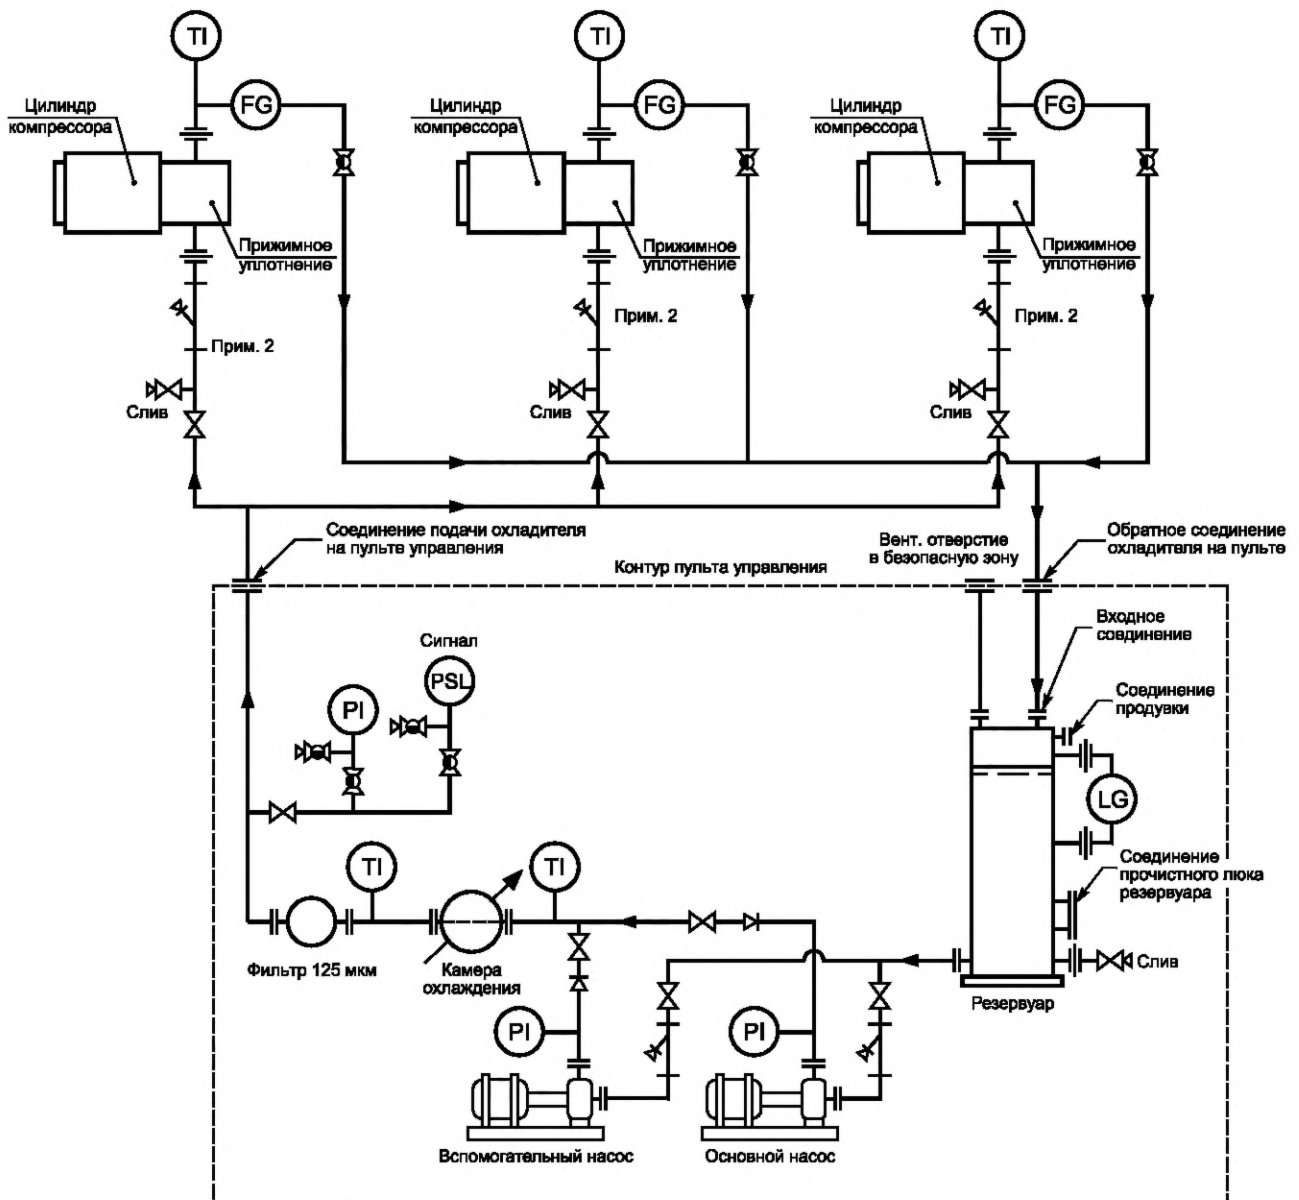 TI
TI
TI
FG
FG
FG
Цилиндр
компрессора
Цилиндр
компрессора
Цилиндр
компрессора
Прижимное
уплотнение
Прижимное
уплотнение
Прижимное
уплотнение
Прим. 2
Прим. 2
Прим. 2
Слив
Слив
Слив
Соединение подачи охладителя
на пульте управления
Вент. отверстие
в безопасную зону
Обратное соединение
охладителя на пульте
Контур пульта управления
Входное
соединение
Сигнал
PSL
PI
Соединение
продувки
LG
TI
TI
Соединение
прочистного люка
резервуара
Фильтр 125 мкм
Камера
охлаждения
Слив
Резервуар
PI
PI
Вспомогательный насос
Основной насос